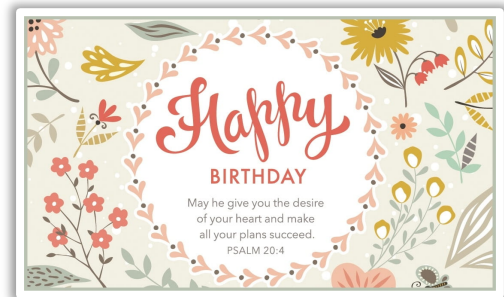 Happy
BIRTHDAY
May he give you the desire
of your heart and make
all your plans succeed.
PSALM 20:4